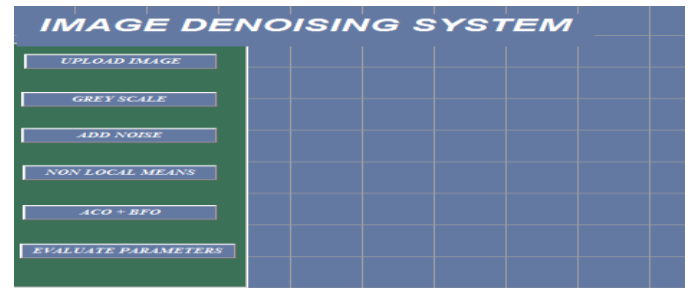 IMAGE DENOISING SYSTEM
UPLOAD IMAGE
GREY SCALE
ADD NOISE
NON LOCAL MEANS
ACO + BFO
EVALUATE PARAMETERS